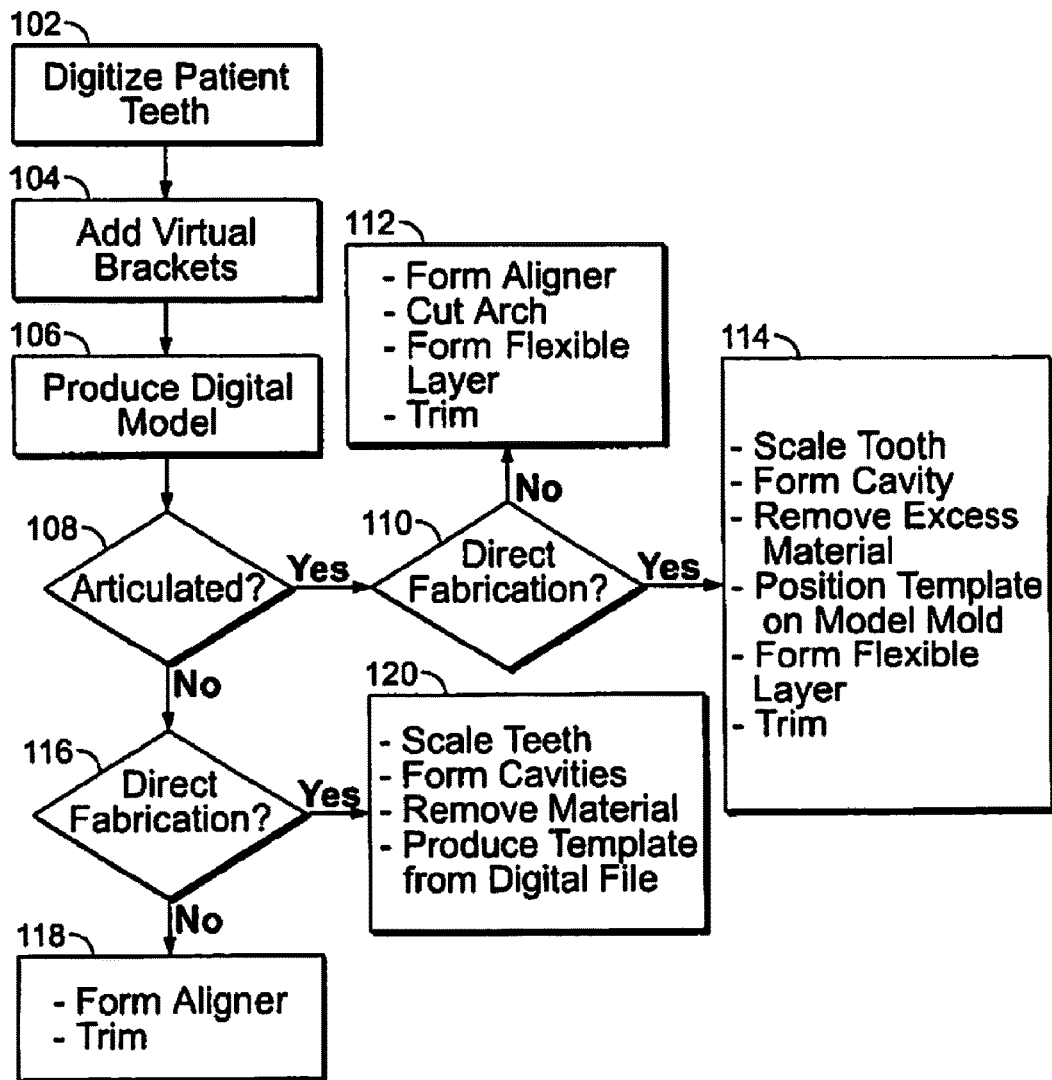 102
Digitize Patient
Teeth
104
Add Virtual
Brackets
106
Produce Digital
Model
108
Articulated?
Yes
No
110
Direct
Fabrication?
No
Yes
112
- Form Aligner
- Cut Arch
- Form Flexible
Layer
- Trim
114
- Scale Tooth
- Form Cavity
- Remove Excess
Material
- Position Template
on Model Mold
- Form Flexible
Layer
- Trim
116
Direct
Fabrication?
Yes
No
120
- Scale Teeth
- Form Cavities
- Remove Material
- Produce Template
from Digital File
118
- Form Aligner
- Trim